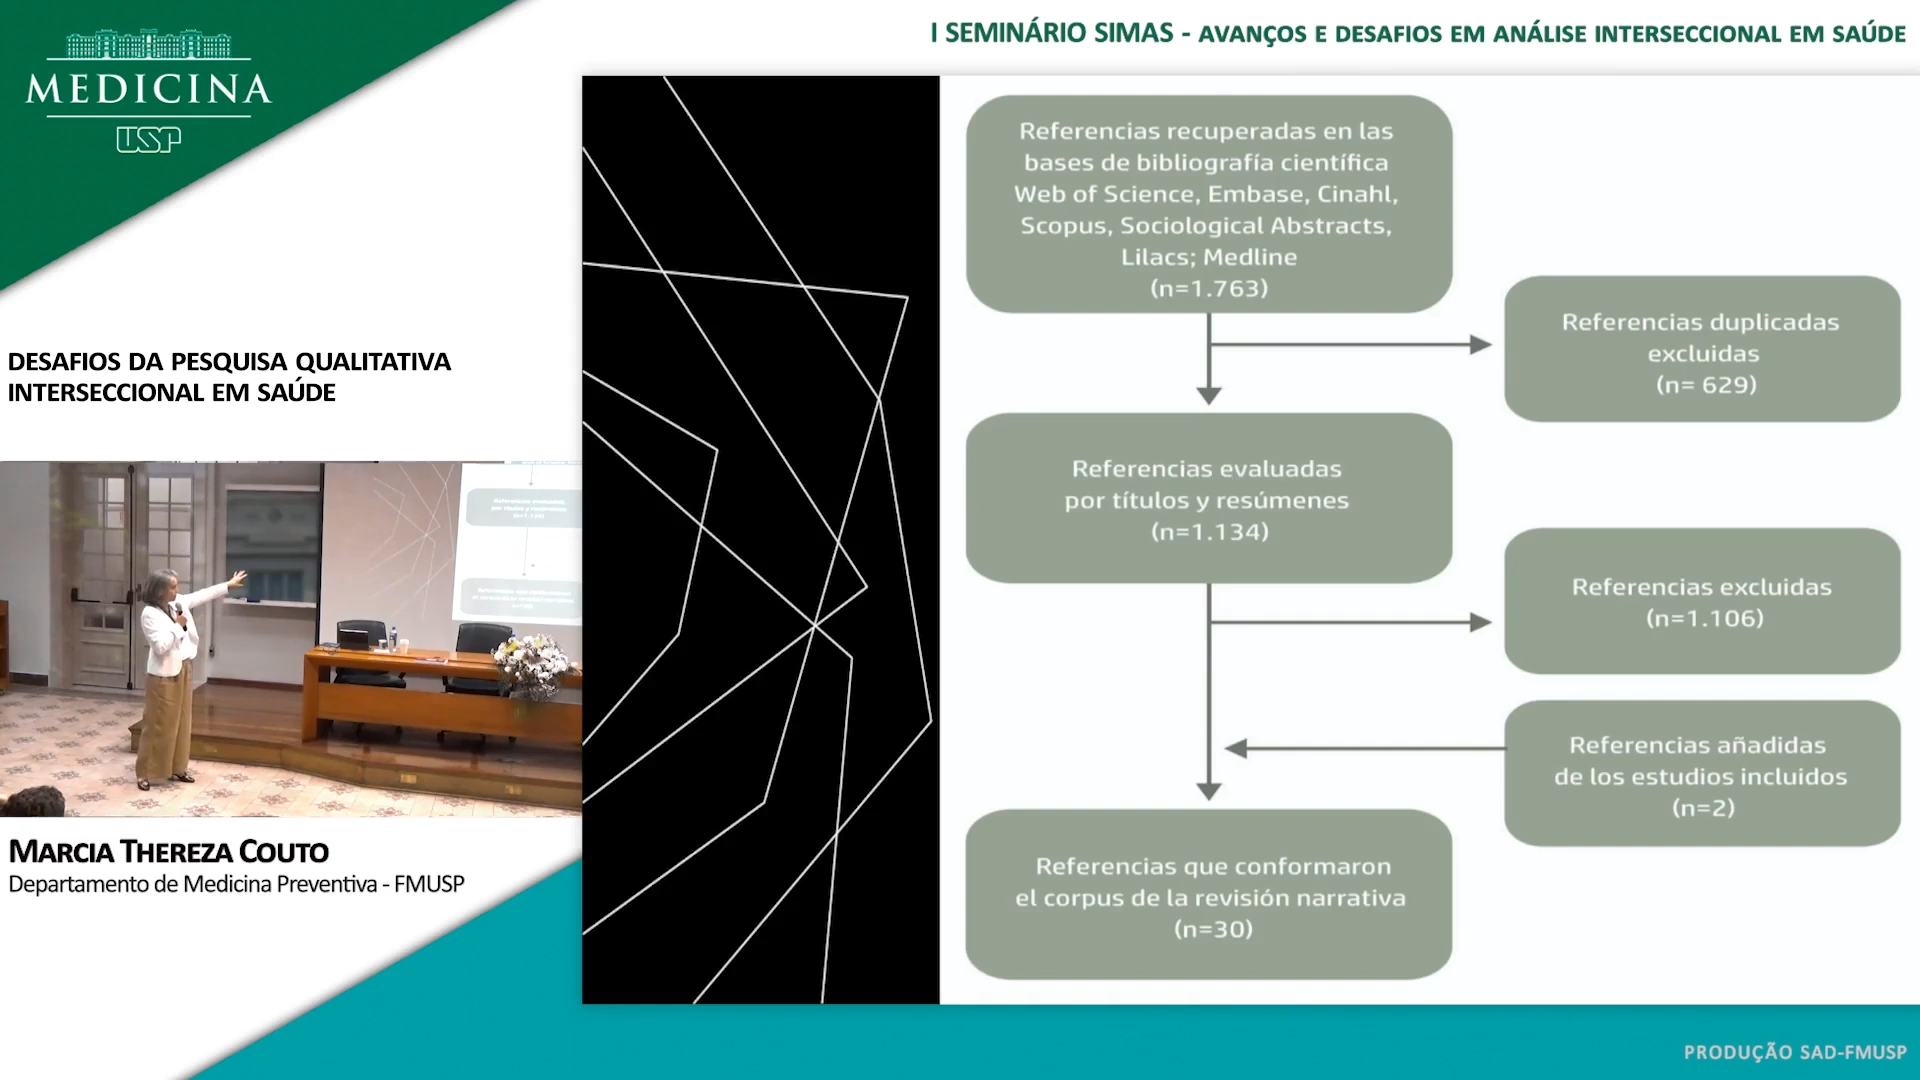 MEDICINA
USP
I SEMINÁRIO SIMAS - AVANÇOS E DESAFIOS EM ANÁLISE INTERSECCIONAL EM SAÚDE
DESAFIOS DA PESQUISA QUALITATIVA
INTERSECCIONAL EM SAÚDE
MARCIA THEREZA COUTO
Departamento de Medicina Preventiva - FMUSP
Referencias recuperadas en las
bases de bibliografía científica
Web of Science, Embase, Cinahl,
Scopus, Sociological Abstracts,
Lilacs; Medline
(n=1.763)
Referencias duplicadas
excluidas
(n= 629)
Referencias evaluadas
por títulos y resúmenes
(n=1.134)
Referencias excluidas
(n=1.106)
Referencias añadidas
de los estudios incluidos
(n=2)
Referencias que conformaron
el corpus de la revisión narrativa
(n=30)
PRODUÇÃO SAD-FMUSP